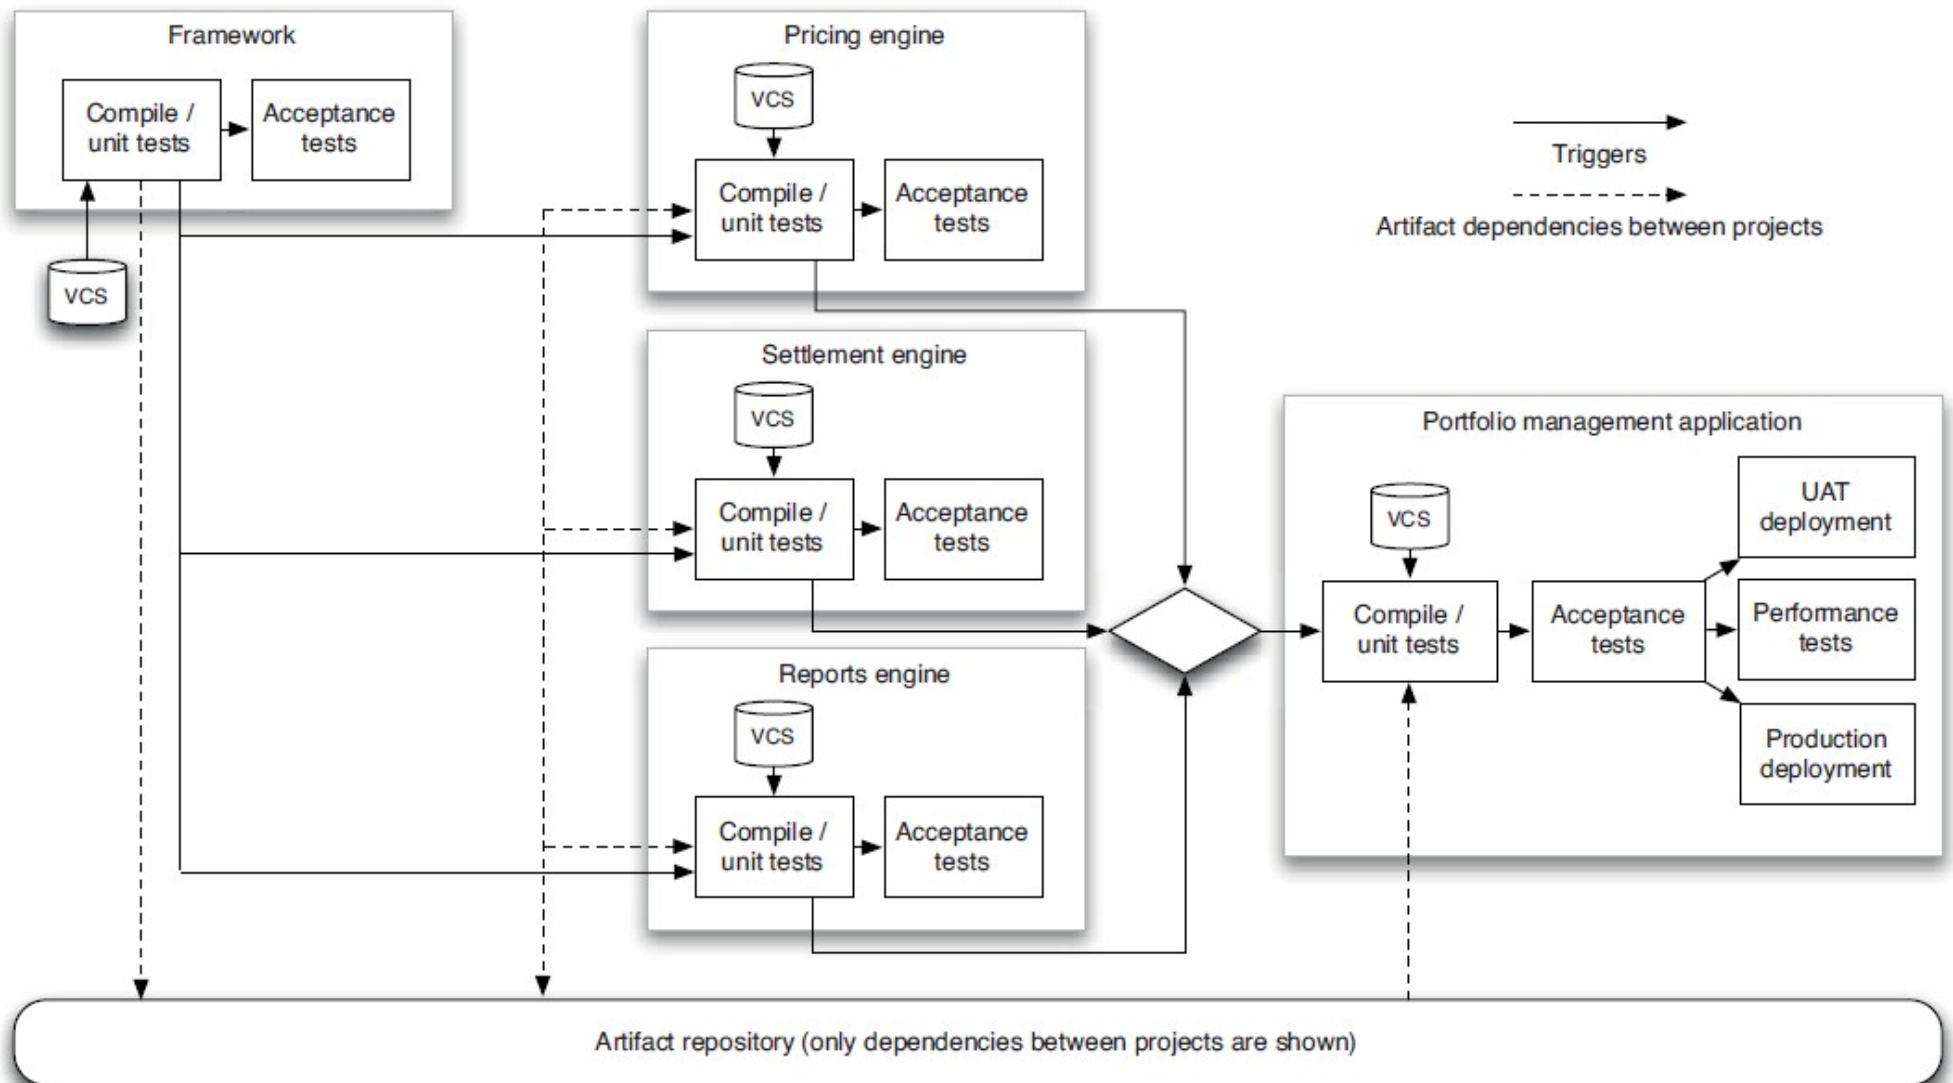 Framework
Compile /
unit tests
Acceptance
tests
VCS
Pricing engine
VCS
Compile /
unit tests
Acceptance
tests
Triggers
Artifact dependencies between projects
Settlement engine
VCS
Compile /
unit tests
Acceptance
tests
Reports engine
VCS
Compile /
unit tests
Acceptance
tests
Portfolio management application
VCS
Compile /
unit tests
Acceptance
tests
UAT
deployment
Performance
tests
Production
deployment
Artifact repository (only dependencies between projects are shown)